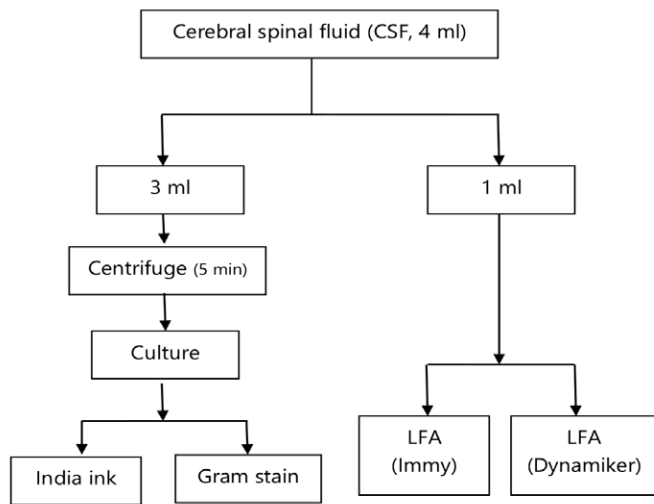 Cerebral spinal fluid (CSF, 4 ml)
3 ml
1 ml
Centrifuge (5 min)
Culture
India ink
Gram stain
LFA
(Immy)
LFA
(Dynamiker)